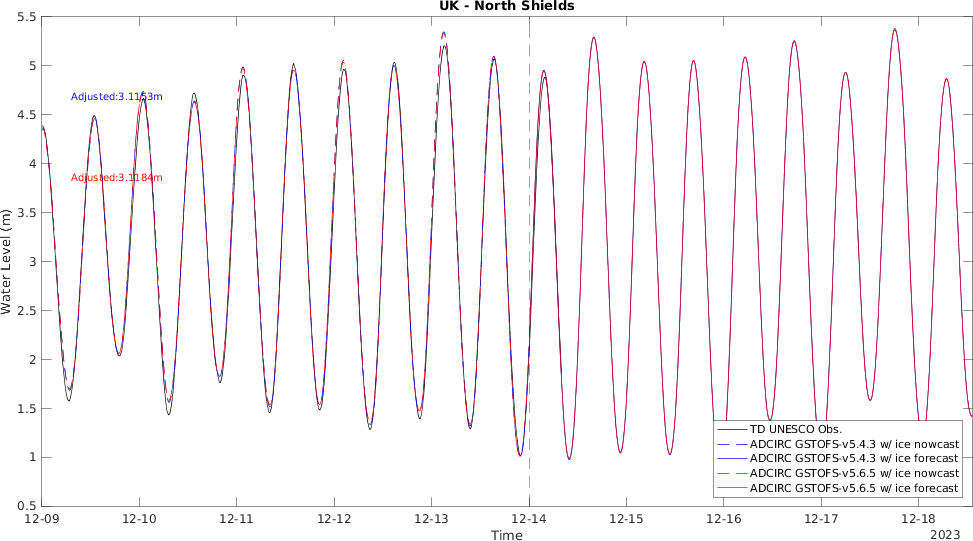 UK - North Shields
5.5
5
4.5
4
3.5
3
2.5
2
1.5
1
0.5
Water Level (m)
Adjusted:3.1153m
Adjusted:3.1184m
TD UNESCO Obs.
ADCIRC GSTOFS-v5.4.3 w/ ice nowcast
ADCIRC GSTOFS-v5.4.3 w/ ice forecast
ADCIRC GSTOFS-v5.6.5 w/ ice nowcast
ADCIRC GSTOFS-v5.6.5 w/ ice forecast
12-09 12-10 12-11 12-12 12-13 12-14 12-15 12-16 12-17 12-18
Time
2023